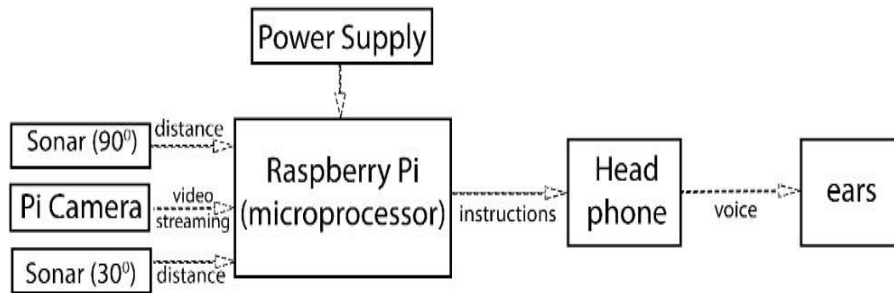 Power Supply
Sonar (90⁰)
distance
Pi Camera
video
streaming
Sonar (30⁰)
distance
Raspberry Pi
(microprocessor)
instructions
Head
phone
voice
ears